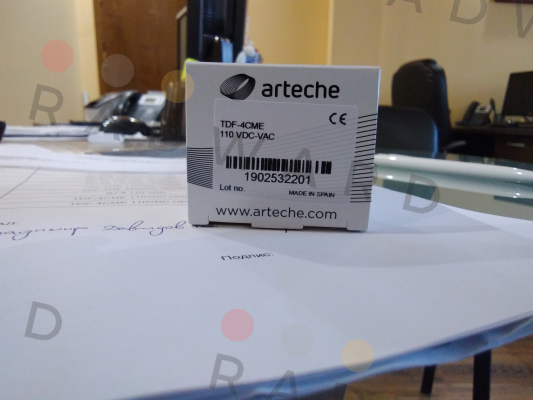 arteche
TDF-4CME
110 VDC-VAC
CE
1902532201
Lot no.
MADE IN SPAIN
www.arteche.com
Подпис: